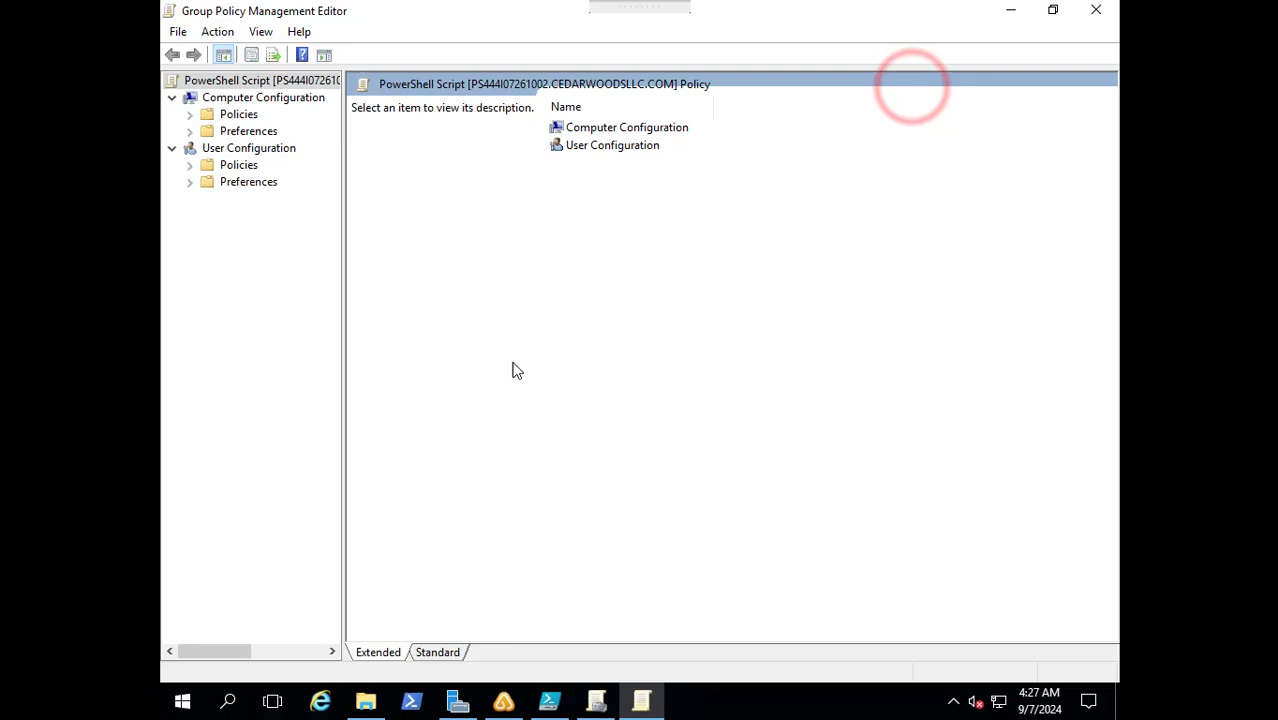 Group Policy Management Editor
File Action View Help
PowerShell Script [PS444I072610
Computer Configuration
Policies
Preferences
User Configuration
Policies
Preferences
PowerShell Script [PS444I07261002.CEDARWOODSLLC.COM] Policy
Select an item to view its description.
Name
Computer Configuration
User Configuration
Extended Standard
4:27 AM
9/7/2024